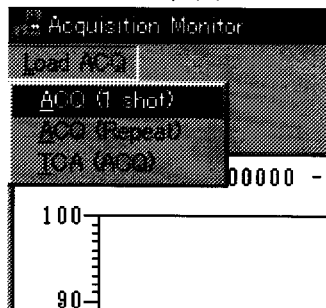 Acquisition Monitor
Load ACQ
ACQ (1 shot)
ACQ (Repeat)
TCA (ACQ)
00000 -
100
90